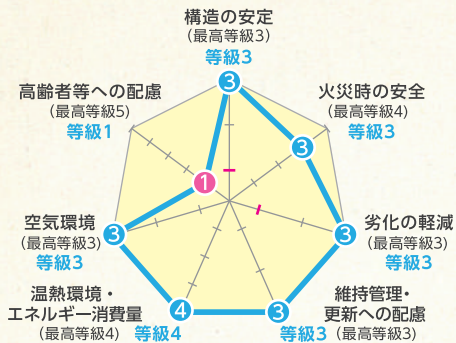 構造の安定
(最高等級3)
等級3
3
高齢者等への配慮
(最高等級5)
等級1
1
火災時の安全
(最高等級4)
等級3
3
空気環境
(最高等級3)
等級3
3
劣化の軽減
(最高等級3)
等級3
3
温熱環境・
エネルギー消費量
(最高等級4) 等級4
4
維持管理・
更新への配慮
等級3 (最高等級3)
3